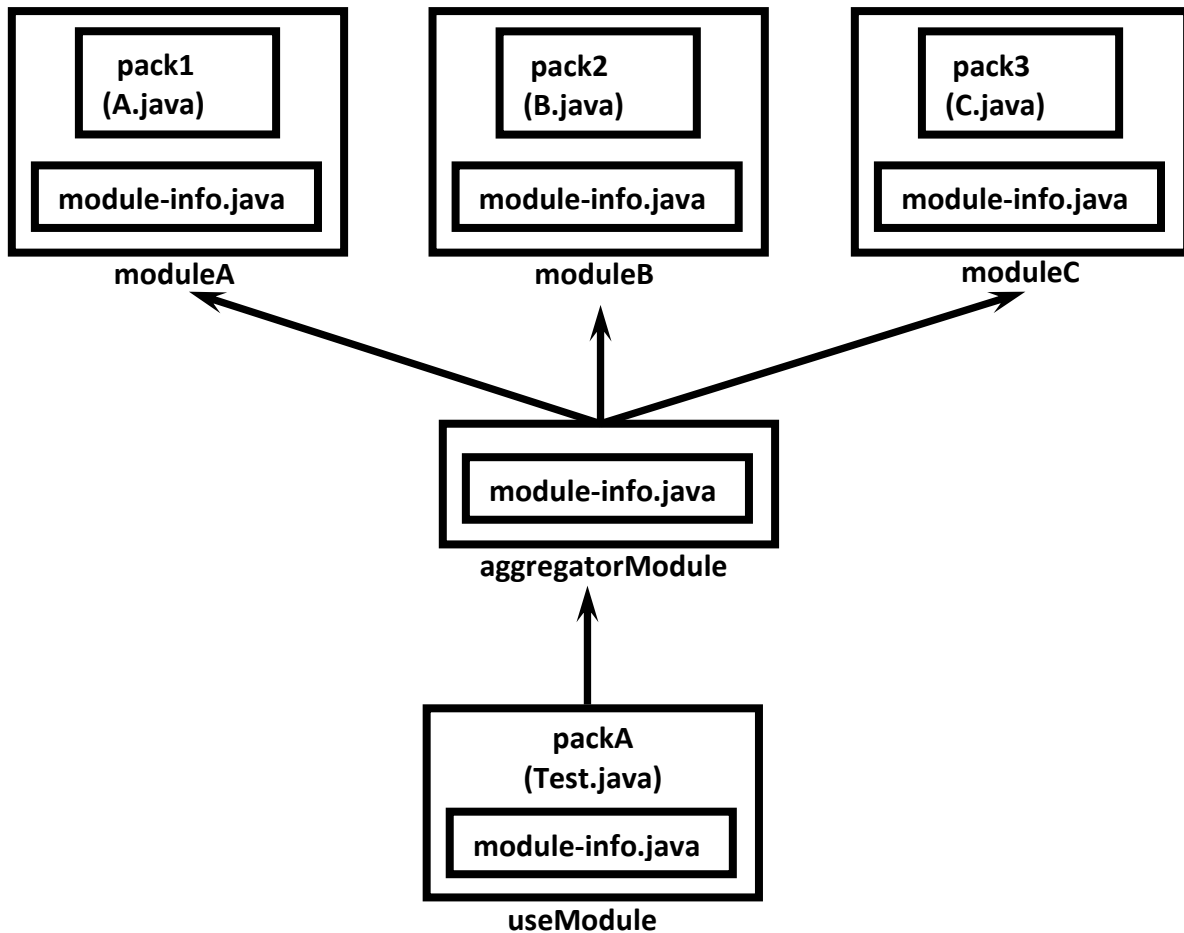 pack1
(A.java)
module-info.java
moduleA
pack2
(B.java)
module-info.java
moduleB
pack3
(C.java)
module-info.java
moduleC
module-info.java
aggregatorModule
packA
(Test.java)
module-info.java
useModule